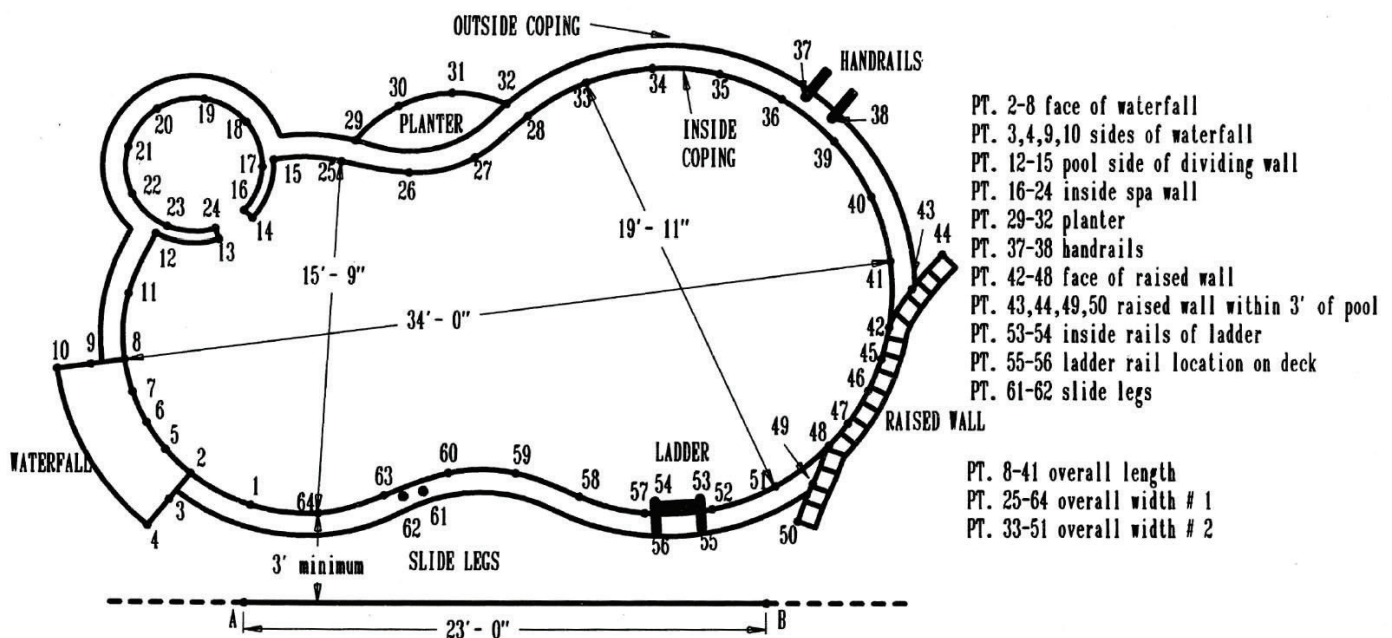 OUTSIDE COPING
37
HANDRAILS
31
32
30
34
35
33
38
19
29
PLANTER
28
36
20
18
INSIDE
COPING
39
PT. 2-8 face of waterfall
PT. 3,4,9,10 sides of waterfall
PT. 12-15 pool side of dividing wall
PT. 16-24 inside spa wall
PT. 29-32 planter
PT. 37-38 handrails
PT. 42-48 face of raised wall
PT. 43,44,49,50 raised wall within 3' of pool
PT. 53-54 inside rails of ladder
PT. 55-56 ladder rail location on deck
PT. 61-62 slide legs
21
17
15
25
27
26
22
16
40
23
24
14
12
13
19'- 11"
43
44
15'- 9"
41
11
34'- 0"
42
10
9
8
45
7
46
6
47
RAISED WALL
5
48
49
WATERFALL
2
60
59
LADDER
51
PT. 8-41 overall length
PT. 25-64 overall width # 1
PT. 33-51 overall width # 2
1
64
63
58
57
54
53
52
3
61
62
4
56
55
50
3' minimum
SLIDE LEGS
A
B
23'- 0"